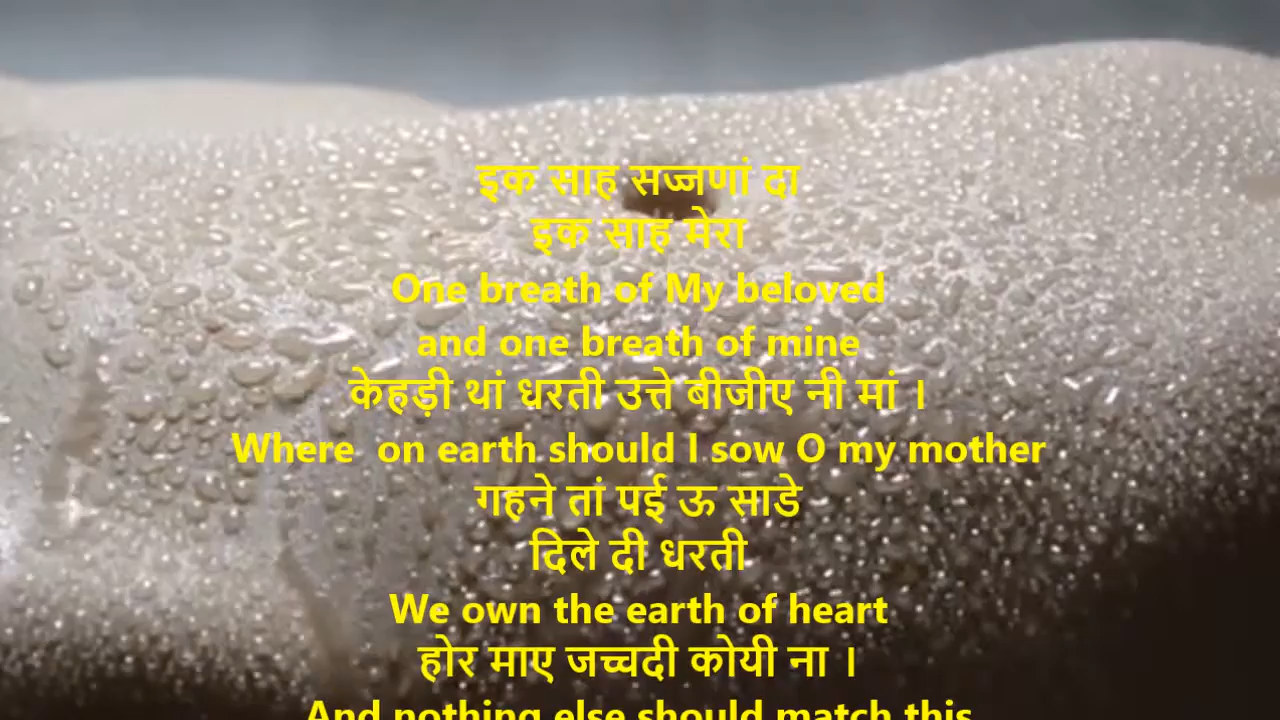 इक साह सज्जणां दा
इक साह मेरा
One breath of My beloved
and one breath of mine
केहड़ी थां धरती उत्ते बीजीए नी मां ।
Where on earth should I sow O my mother
गहने तां पई ऊ साडे
दिले दी धरती
We own the earth of heart
होर माए जच्चदी कोयी ना ।
And nothing else should match this